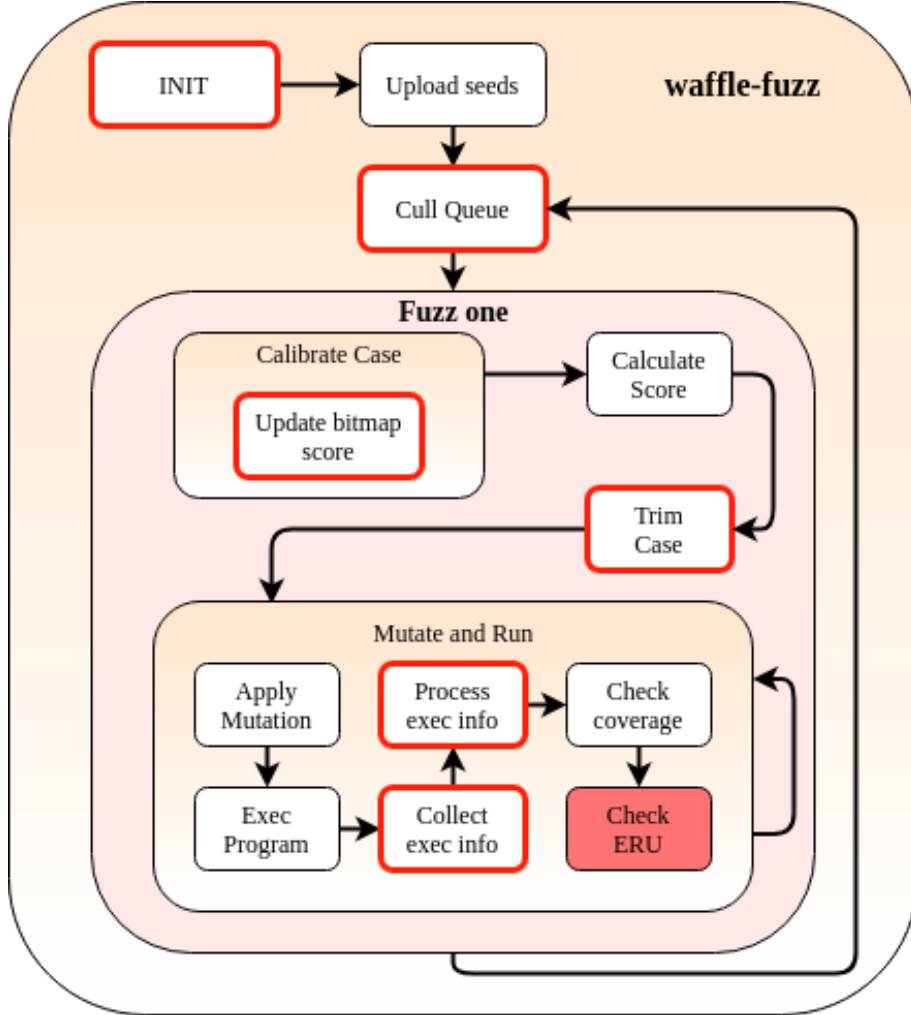 INIT
Upload seeds
waffle-fuzz
Cull Queue
Fuzz one
Calibrate Case
Update bitmap
score
Calculate
Score
Trim
Case
Mutate and Run
Apply
Mutation
Process
exec info
Check
coverage
Exec
Program
Collect
exec info
Check
ERU